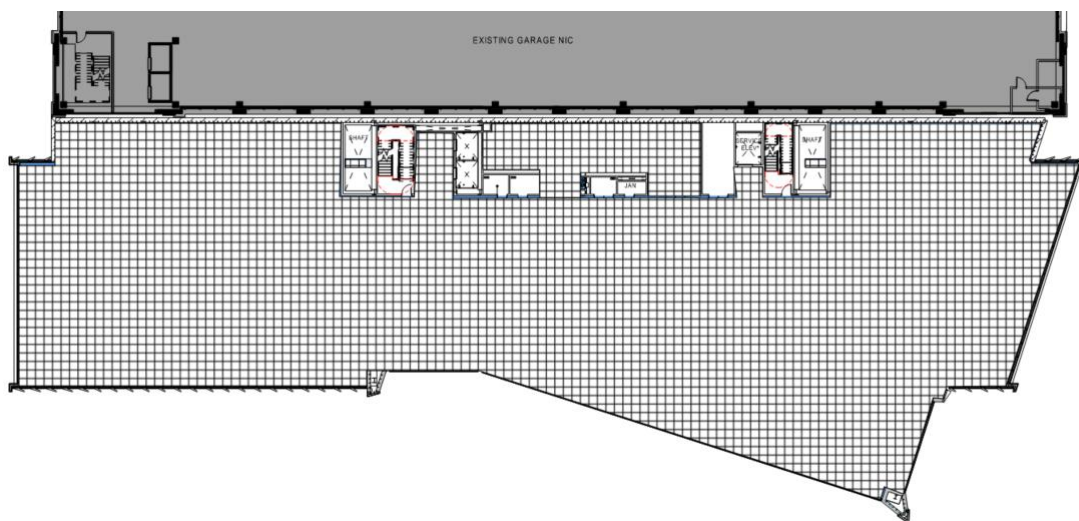 EXISTING GARAGE NIC
SHAFT
X
X
JAN
SERVICE
ELEV
SHAFT